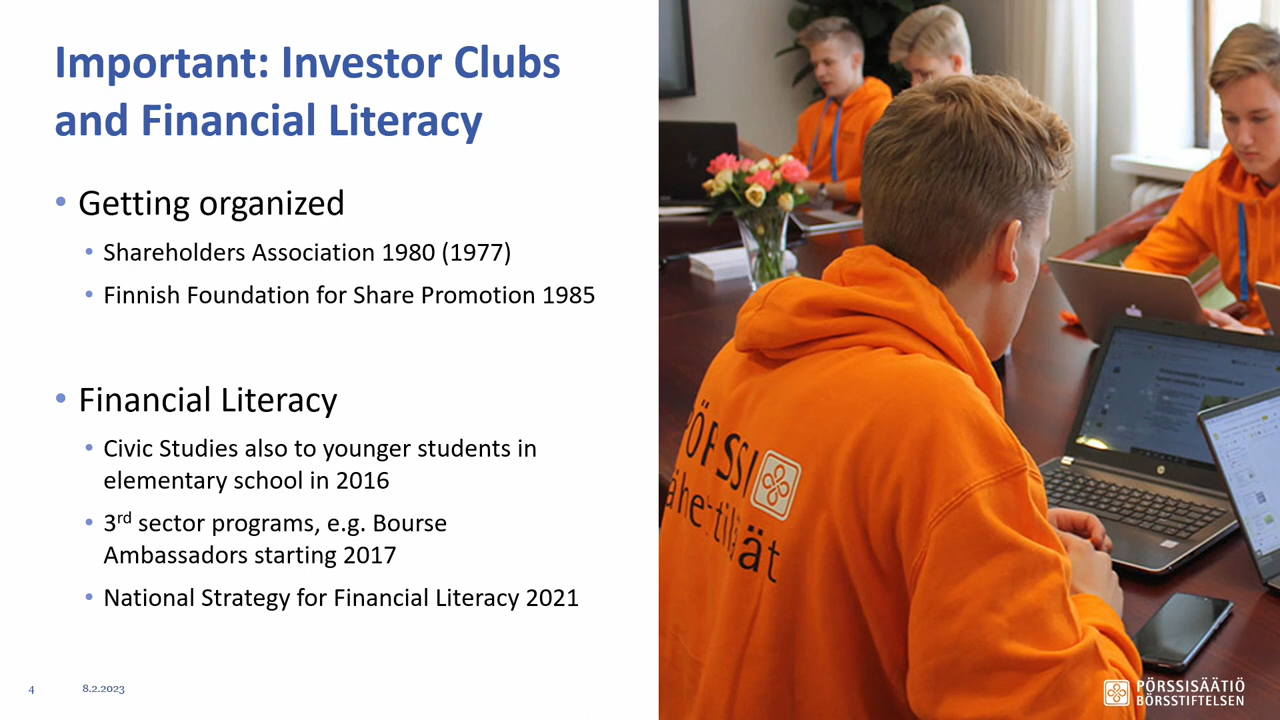 Important: Investor Clubs
and Financial Literacy
• Getting organized
• Shareholders Association 1980 (1977)
• Finnish Foundation for Share Promotion 1985
• Financial Literacy
• Civic Studies also to younger students in
elementary school in 2016
• 3rd sector programs, e.g. Bourse
Ambassadors starting 2017
• National Strategy for Financial Literacy 2021
4
8.2.2023
PÖRSSI
ähettiläät
PÖRSSISÄÄTIÖ
BÖRSSTIFTELSEN